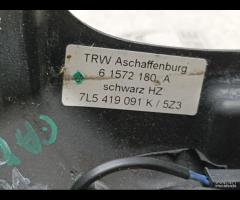 TRW Aschaffenburg
6 1572 180 A
schwarz HZ
7L5 419 091 K / 5Z3